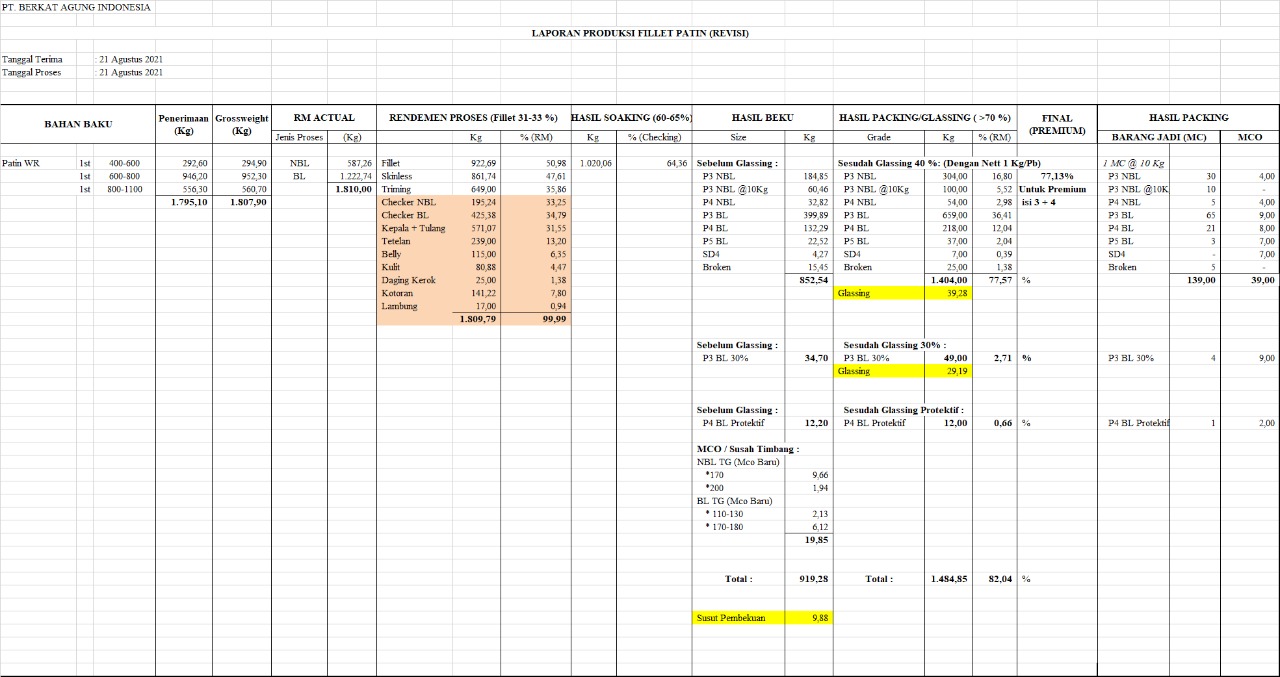 PT. BERKAT AGUNG INDONESIA
LAPORAN PRODUKSI FILLET PATIN (REVISI)
Tanggal Terima : 21 Agustus 2021
Tanggal Proses : 21 Agustus 2021
BAHAN BAKU Penerimaan (Kg) Grossweight (Kg) RM ACTUAL RENDEMEN PROSES (Fillet 31-33 %) HASIL SOAKING (60-65%) HASIL BEKU HASIL PACKING/GLASSING ( >70 %) FINAL (PREMIUM) HASIL PACKING
Jenis Proses (Kg) Kg % (RM) Kg % (Checking) Size Kg Grade Kg % (RM) BARANG JADI (MC) MCO
Patin WR 1st 400-600 292,60 294,90 NBL 587,26 Fillet 922,69 50,98 1.020,06 64,36 Sebelum Glassing : Sesudah Glassing 40 %: (Dengan Nett 1 Kg/Pb) 1 MC @ 10 Kg
1st 600-800 946,20 952,30 BL 1.222,74 Skinless 861,74 47,61 P3 NBL 184,85 P3 NBL 304,00 16,80 77,13% P3 NBL 30 4,00
1st 800-1100 556,30 560,70 1.810,00 Triming 649,00 35,86 P3 NBL @10Kg 60,46 P3 NBL @10Kg 100,00 5,52 Untuk Premium P3 NBL @10K 10 -
1.795,10 1.807,90 Checker NBL 195,24 33,25 P4 NBL 32,82 P4 NBL 54,00 2,98 isi 3 + 4 P4 NBL 5 4,00
Checker BL 425,38 34,79 P3 BL 399,89 P3 BL 659,00 36,41 P3 BL 65 9,00
Kepala + Tulang 571,07 31,55 P4 BL 132,29 P4 BL 218,00 12,04 P4 BL 21 8,00
Tetelan 239,00 13,20 P5 BL 22,52 P5 BL 37,00 2,04 P5 BL 3 7,00
Belly 115,00 6,35 SD4 4,27 SD4 7,00 0,39 SD4 - 7,00
Kulit 80,88 4,47 Broken 15,45 Broken 25,00 1,38 Broken 5 -
Daging Kerok 25,00 1,38 852,54 1.404,00 77,57 % 139,00 39,00
Kotoran 141,22 7,80 Glassing 39,28
Lambung 17,00 0,94
1.809,79 99,99
Sebelum Glassing : Sesudah Glassing 30% :
P3 BL 30% 34,70 P3 BL 30% 49,00 2,71 % P3 BL 30% 4 9,00
Glassing 29,19
Sebelum Glassing : Sesudah Glassing Protektif :
P4 BL Protektif 12,20 P4 BL Protektif 12,00 0,66 % P4 BL Protektif 1 2,00
MCO / Susah Timbang :
NBL TG (Mco Baru)
*170 9,66
*200 1,94
BL TG (Mco Baru)
* 110-130 2,13
* 170-180 6,12
19,85
Total : 919,28 Total : 1.484,85 82,04 %
Susut Pembekuan 9,88